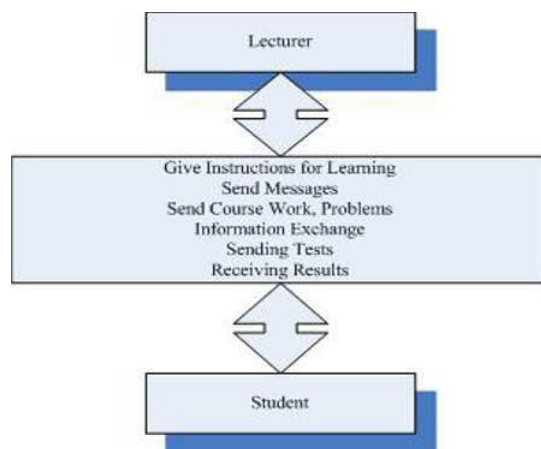 Lecturer
Give Instructions for Learning
Send Messages
Send Course Work, Problems
Information Exchange
Sending Tests
Receiving Results
Student